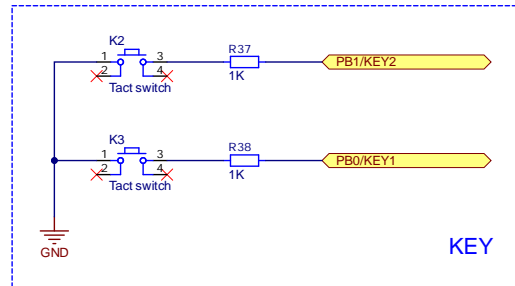 K2
1
3
2
4
Tact switch
R37
1K
PB1/KEY2
K3
1
3
2
4
Tact switch
R38
1K
PB0/KEY1
GND
KEY